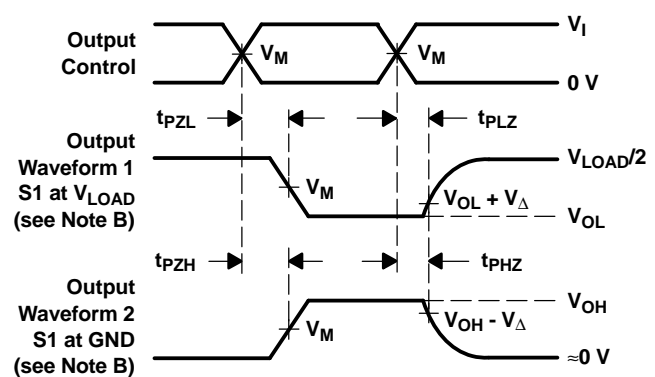 Output
Control
V_M
V_M
V_I
0 V
t_PZL
t_PLZ
Output
Waveform 1
S1 at V_LOAD
(see Note B)
V_M
V_LOAD/2
V_OL + V_Δ
V_OL
t_PZH
t_PHZ
Output
Waveform 2
S1 at GND
(see Note B)
V_M
V_OH
V_OH - V_Δ
≈0 V